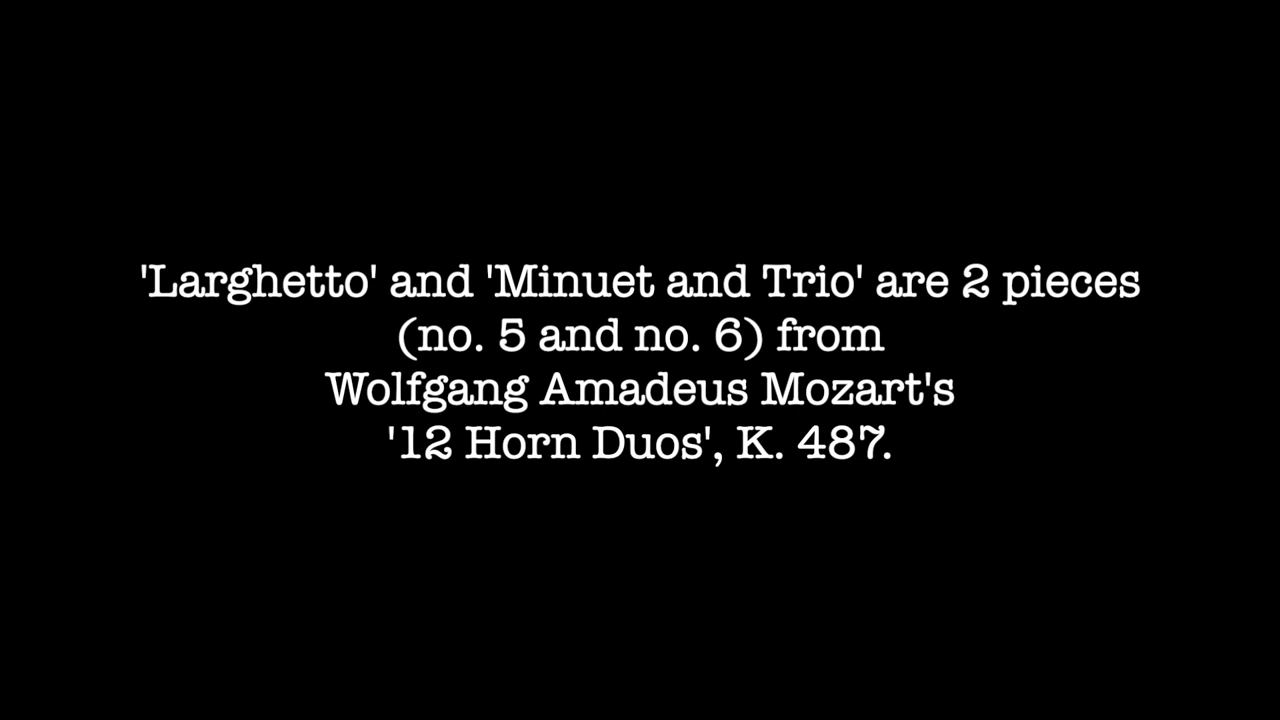 'Larghetto' and 'Minuet and Trio' are 2 pieces
(no. 5 and no. 6) from
Wolfgang Amadeus Mozart's
'12 Horn Duos', K. 487.